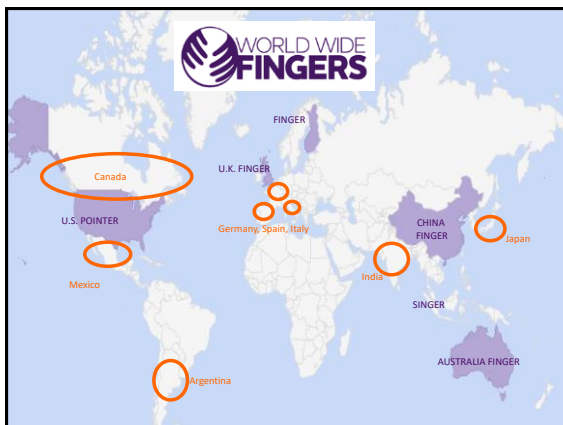 WORLD WIDE
FINGERS
FINGER
U.K. FINGER
Canada
U.S. POINTER
Germany, Spain, Italy
CHINA
FINGER
Japan
Mexico
India
SINGER
AUSTRALIA FINGER
Argentina